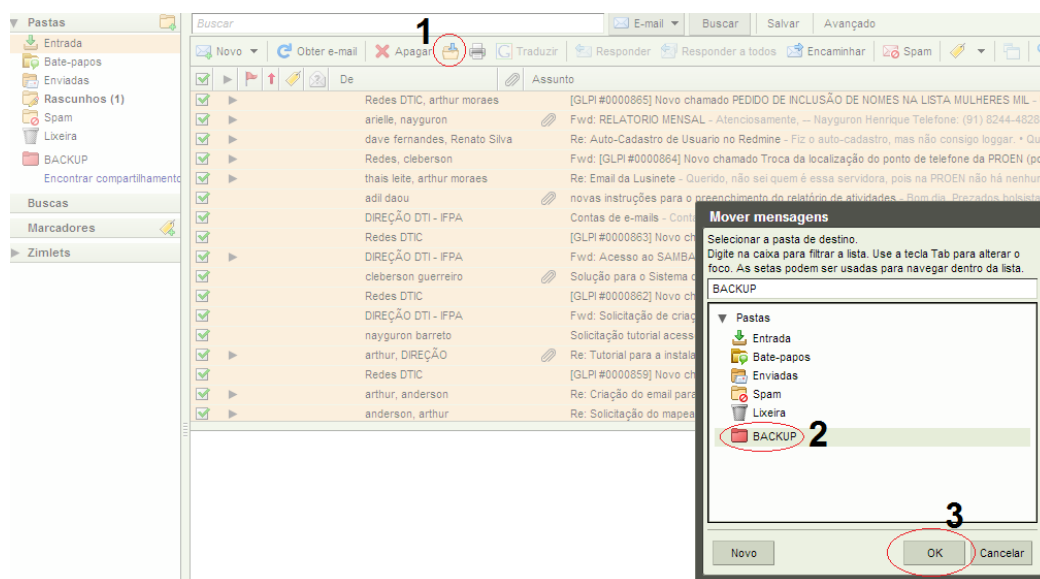 Pastas
Entrada
Bate-papos
Enviadas
Rascunhos (1)
Spam
Lixeira
BACKUP
Encontrar compartilhamento
Buscas
Marcadores
Zimlets
Buscar E-mail Buscar Salvar Avançado
1
Novo Obter e-mail Apagar Traduzir Responder Responder a todos Encaminhar Spam
De Assunto
Redes DTIC, arthur moraes [GLPI #0000865] Novo chamado PEDIDO DE INCLUSÃO DE NOMES NA LISTA MULHERES MIL -
arielle, nayguron Fwd: RELATORIO MENSAL - Atenciosamente, -- Nayguron Henrique Telefone: (91) 8244-4828
dave fernandes, Renato Silva Re: Auto-Cadastro de Usuario no Redmine - Fiz o auto-cadastro, mas não consigo loggar. • Qu
Redes, cleberson Fwd: [GLPI #0000864] Novo chamado Troca da localização do ponto de telefone da PROEN (po
thais leite, arthur moraes Re: Email da Lusinete - Querido, não sei quem é essa servidora, pois na PROEN não há nenhur
adil daou novas instruções para o preenchimento do relatório de atividades - Bom dia, Prezados bolsista
DIREÇÃO DTI - IFPA Contas de e-mails - Conta
Redes DTIC [GLPI #0000863] Novo ch
DIREÇÃO DTI - IFPA Fwd: Acesso ao SAMBA
cleberson guerreiro Solução para o Sistema d
Redes DTIC [GLPI #0000862] Novo ch
DIREÇÃO DTI - IFPA Fwd: Solicitação de criaç
nayguron barreto Solicitação tutorial acess
arthur, DIREÇÃO Re: Tutorial para a instala
Redes DTIC [GLPI #0000859] Novo ch
arthur, anderson Re: Criação do email para
anderson, arthur Re: Solicitação do mapea
Mover mensagens
Selecionar a pasta de destino.
Digite na caixa para filtrar a lista. Use a tecla Tab para alterar o
foco. As setas podem ser usadas para navegar dentro da lista.
BACKUP
Pastas
Entrada
Bate-papos
Enviadas
Spam
Lixeira
BACKUP 2
3
Novo OK Cancelar